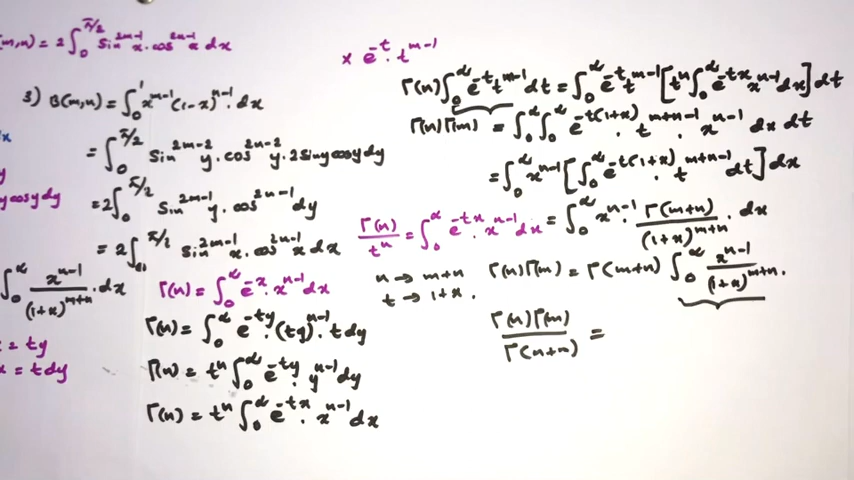 (m,n) = 2∫₀^π/2 sin^2m-1 x · cos^2n-1 x dx
3) B(m,n) = ∫₀^1 x^m-1 (1-x)^n-1 · dx
= ∫₀^π/2 sin^2m-2 y · cos^2n-2 y · 2 sin y cos y dy
= 2∫₀^π/2 sin^2m-1 y · cos^2n-1 dy
= 2∫₀^π/2 sin^2m-1 x · cos^2n-1 x dx
y
y cos y dy
∫₀^α x^n-1/(1+x)^m+n · dx
= ty
x = t dy
Γ(n) = ∫₀^α e^-x · x^n-1 dx
Γ(n) = ∫₀^α e^-ty · (ty)^n-1 · t dy
Γ(n) = t^n ∫₀^α e^-ty · y^n-1 dy
Γ(n) = t^n ∫₀^α e^-tx · x^n-1 dx
× e^-t · t^m-1
Γ(n) ∫₀^α e^-t t^m-1 dt = ∫₀^α e^-t t^m-1 [t^n ∫₀^α e^-tx x^n-1 dx] dt
Γ(n) Γ(m) = ∫₀^α ∫₀^α e^-t(1+x) · t^m+n-1 · x^n-1 dx dt
= ∫₀^α x^n-1 [∫₀^α e^-t(1+x) · t^m+n-1 dt] dx
Γ(n)/t^n = ∫₀^α e^-tx · x^n-1 dx
= ∫₀^α x^n-1 · Γ(m+n)/(1+x)^m+n · dx
n → m+n
t → 1+x.
Γ(n) Γ(m) = Γ(m+n) ∫₀^α x^n-1/(1+x)^m+n.
Γ(n) Γ(m)/Γ(n+m) =